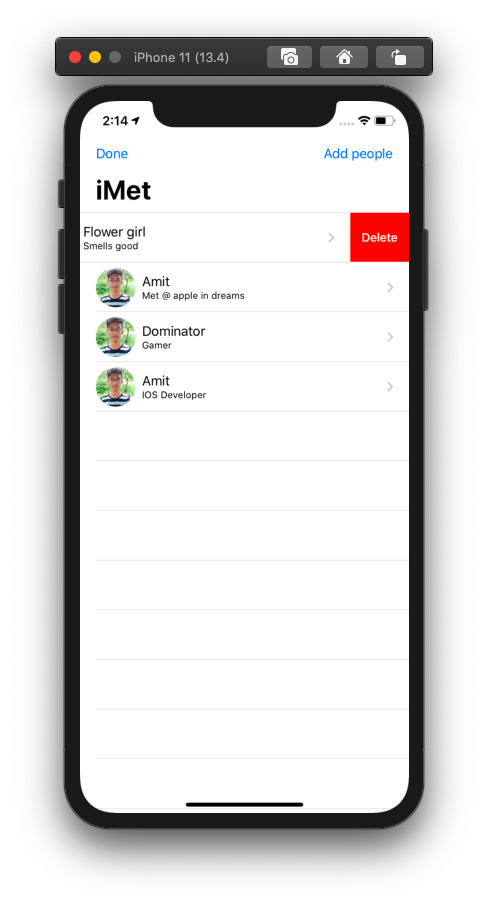 iPhone 11 (13.4)
2:14
Done
Add people
iMet
Flower girl
Smells good
Delete
Amit
Met @ apple in dreams
Dominator
Gamer
Amit
IOS Developer